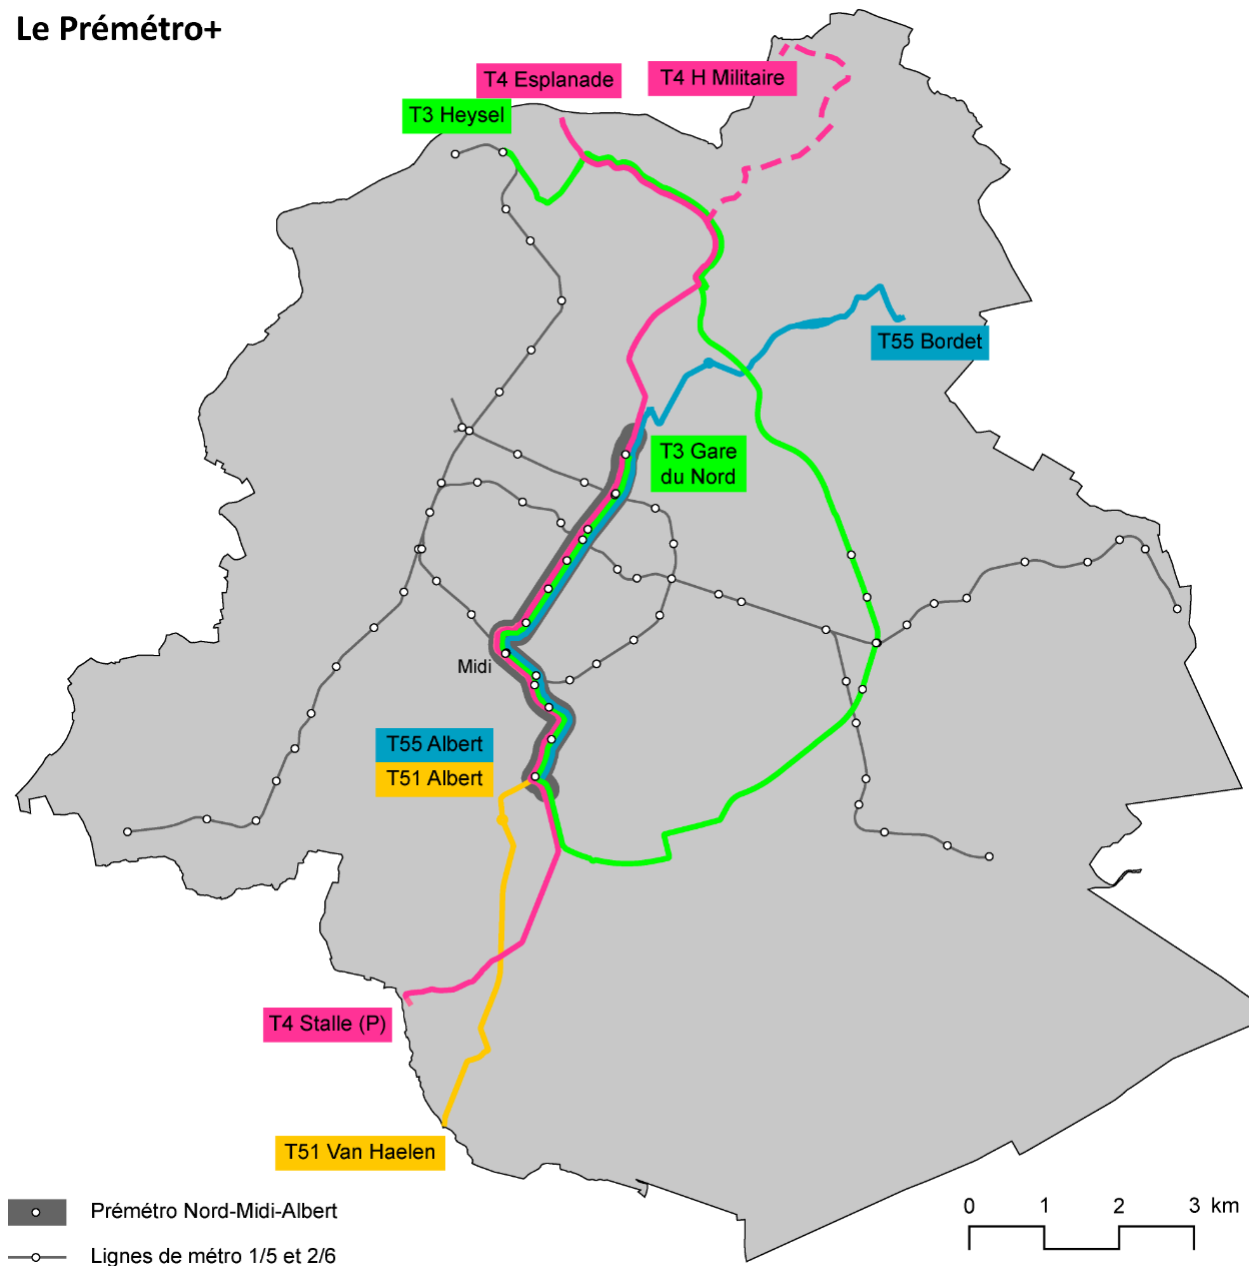 Le Prémétro+
T4 Esplanade
T4 H Militaire
T3 Heysel
T55 Bordet
T3 Gare
du Nord
Midi
T55 Albert
T51 Albert
T4 Stalle (P)
T51 Van Haelen
Prémétro Nord-Midi-Albert
Lignes de métro 1/5 et 2/6
0 1 2 3 km